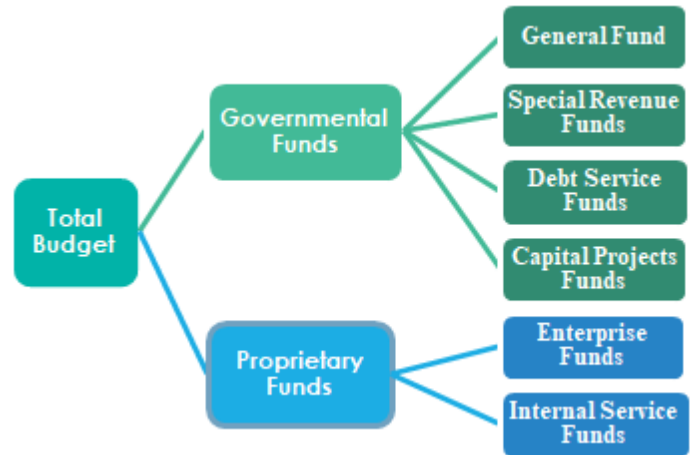 General Fund
Special Revenue
Funds
Governmental
Funds
Debt Service
Funds
Total
Budget
Capital Projects
Funds
Enterprise
Funds
Proprietary
Funds
Internal Service
Funds